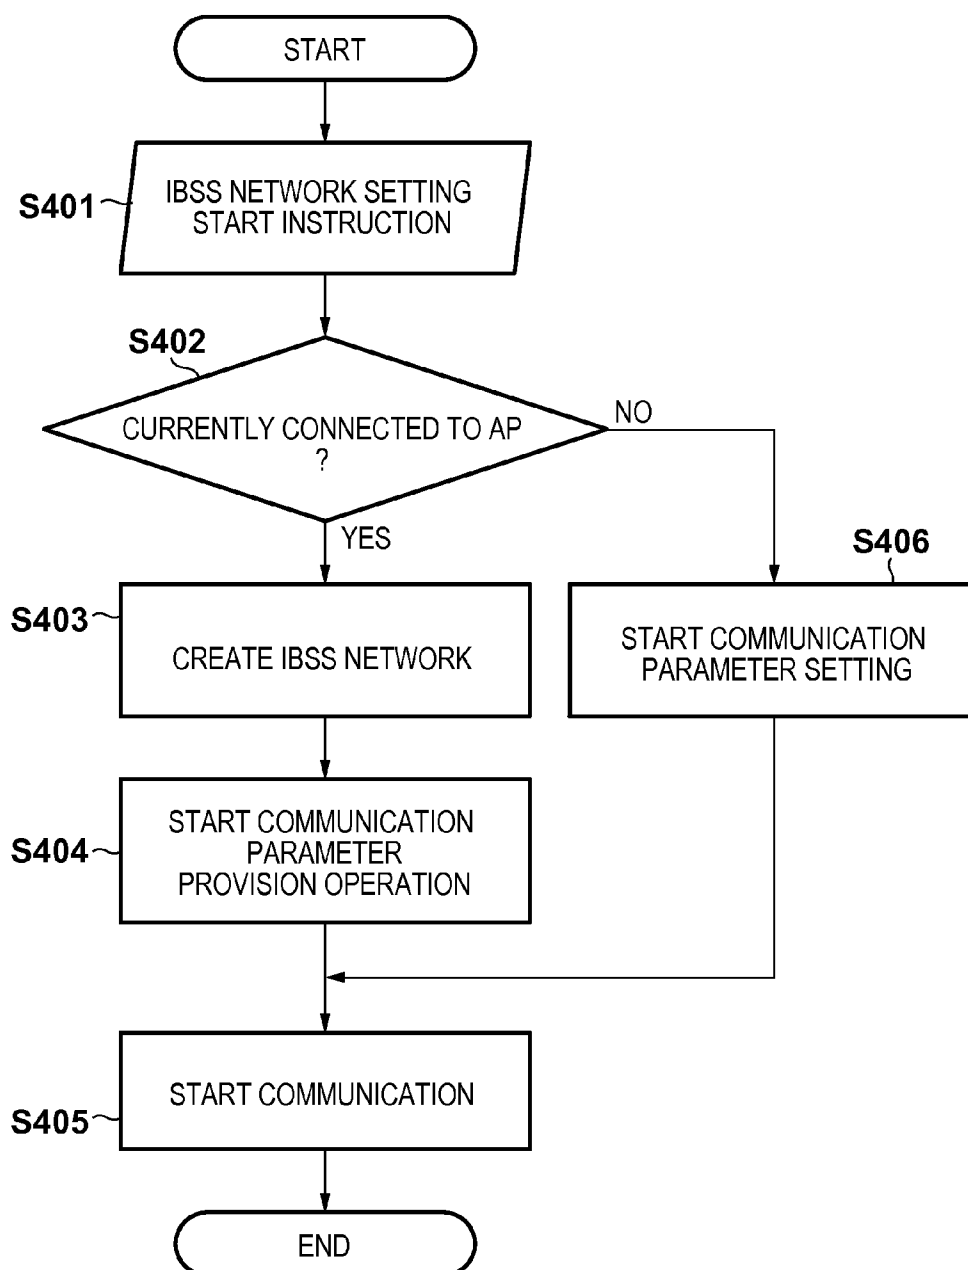 START
S401
IBSS NETWORK SETTING
START INSTRUCTION
S402
CURRENTLY CONNECTED TO AP
?
NO
YES
S403
CREATE IBSS NETWORK
S406
START COMMUNICATION
PARAMETER SETTING
S404
START COMMUNICATION
PARAMETER
PROVISION OPERATION
S405
START COMMUNICATION
END